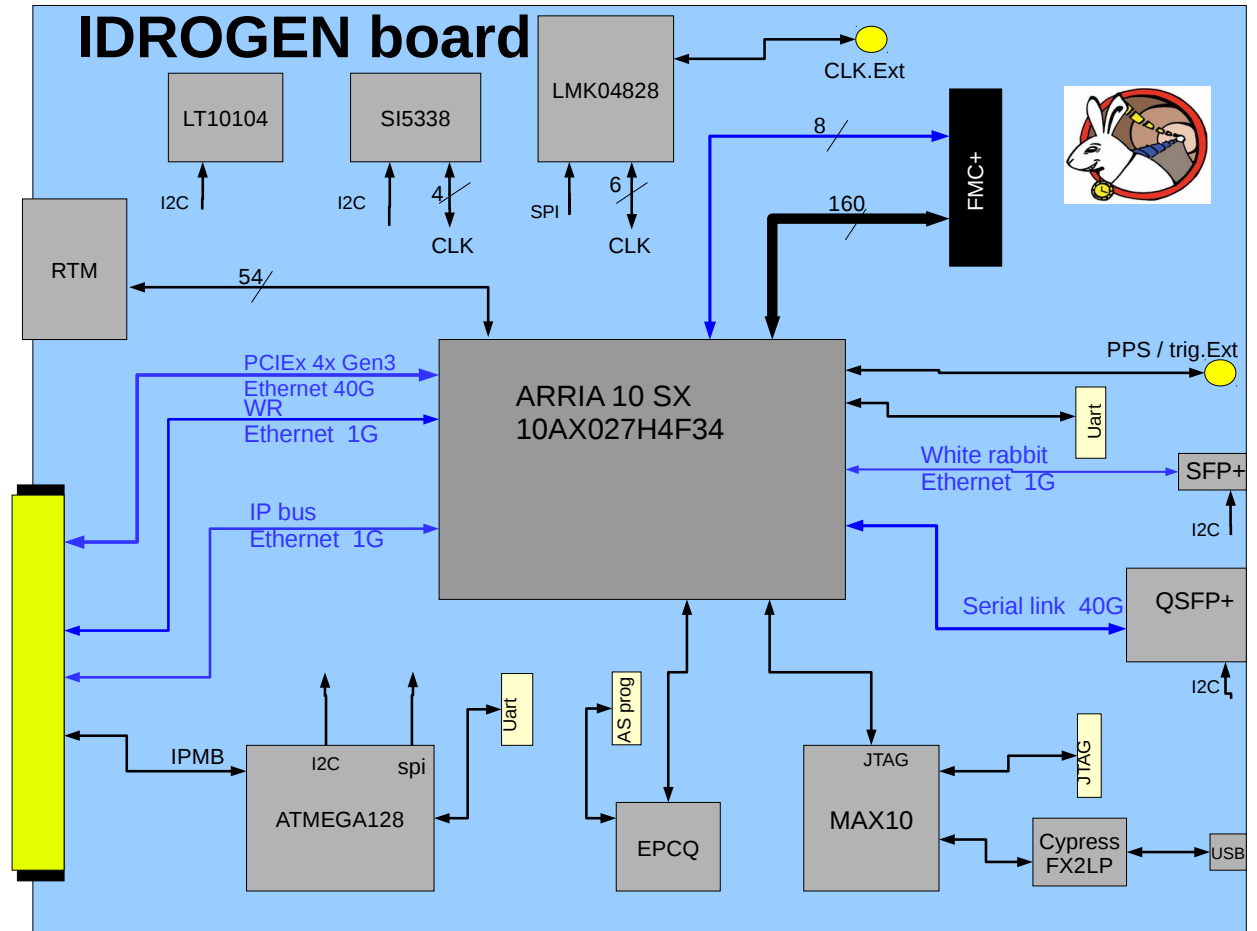 IDROGEN board
LT10104
I2C
SI5338
I2C
4
CLK
LMK04828
SPI
6
CLK
CLK.Ext
8
160
FMC+
RTM
54
PCIEx 4x Gen3
Ethernet 40G
WR
Ethernet 1G
IP bus
Ethernet 1G
ARRIA 10 SX
10AX027H4F34
PPS / trig.Ext
Uart
White rabbit
Ethernet 1G
SFP+
I2C
Serial link 40G
QSFP+
I2C
IPMB
I2C
spi
ATMEGA128
Uart
AS prog
EPCQ
JTAG
MAX10
JTAG
Cypress
FX2LP
USB